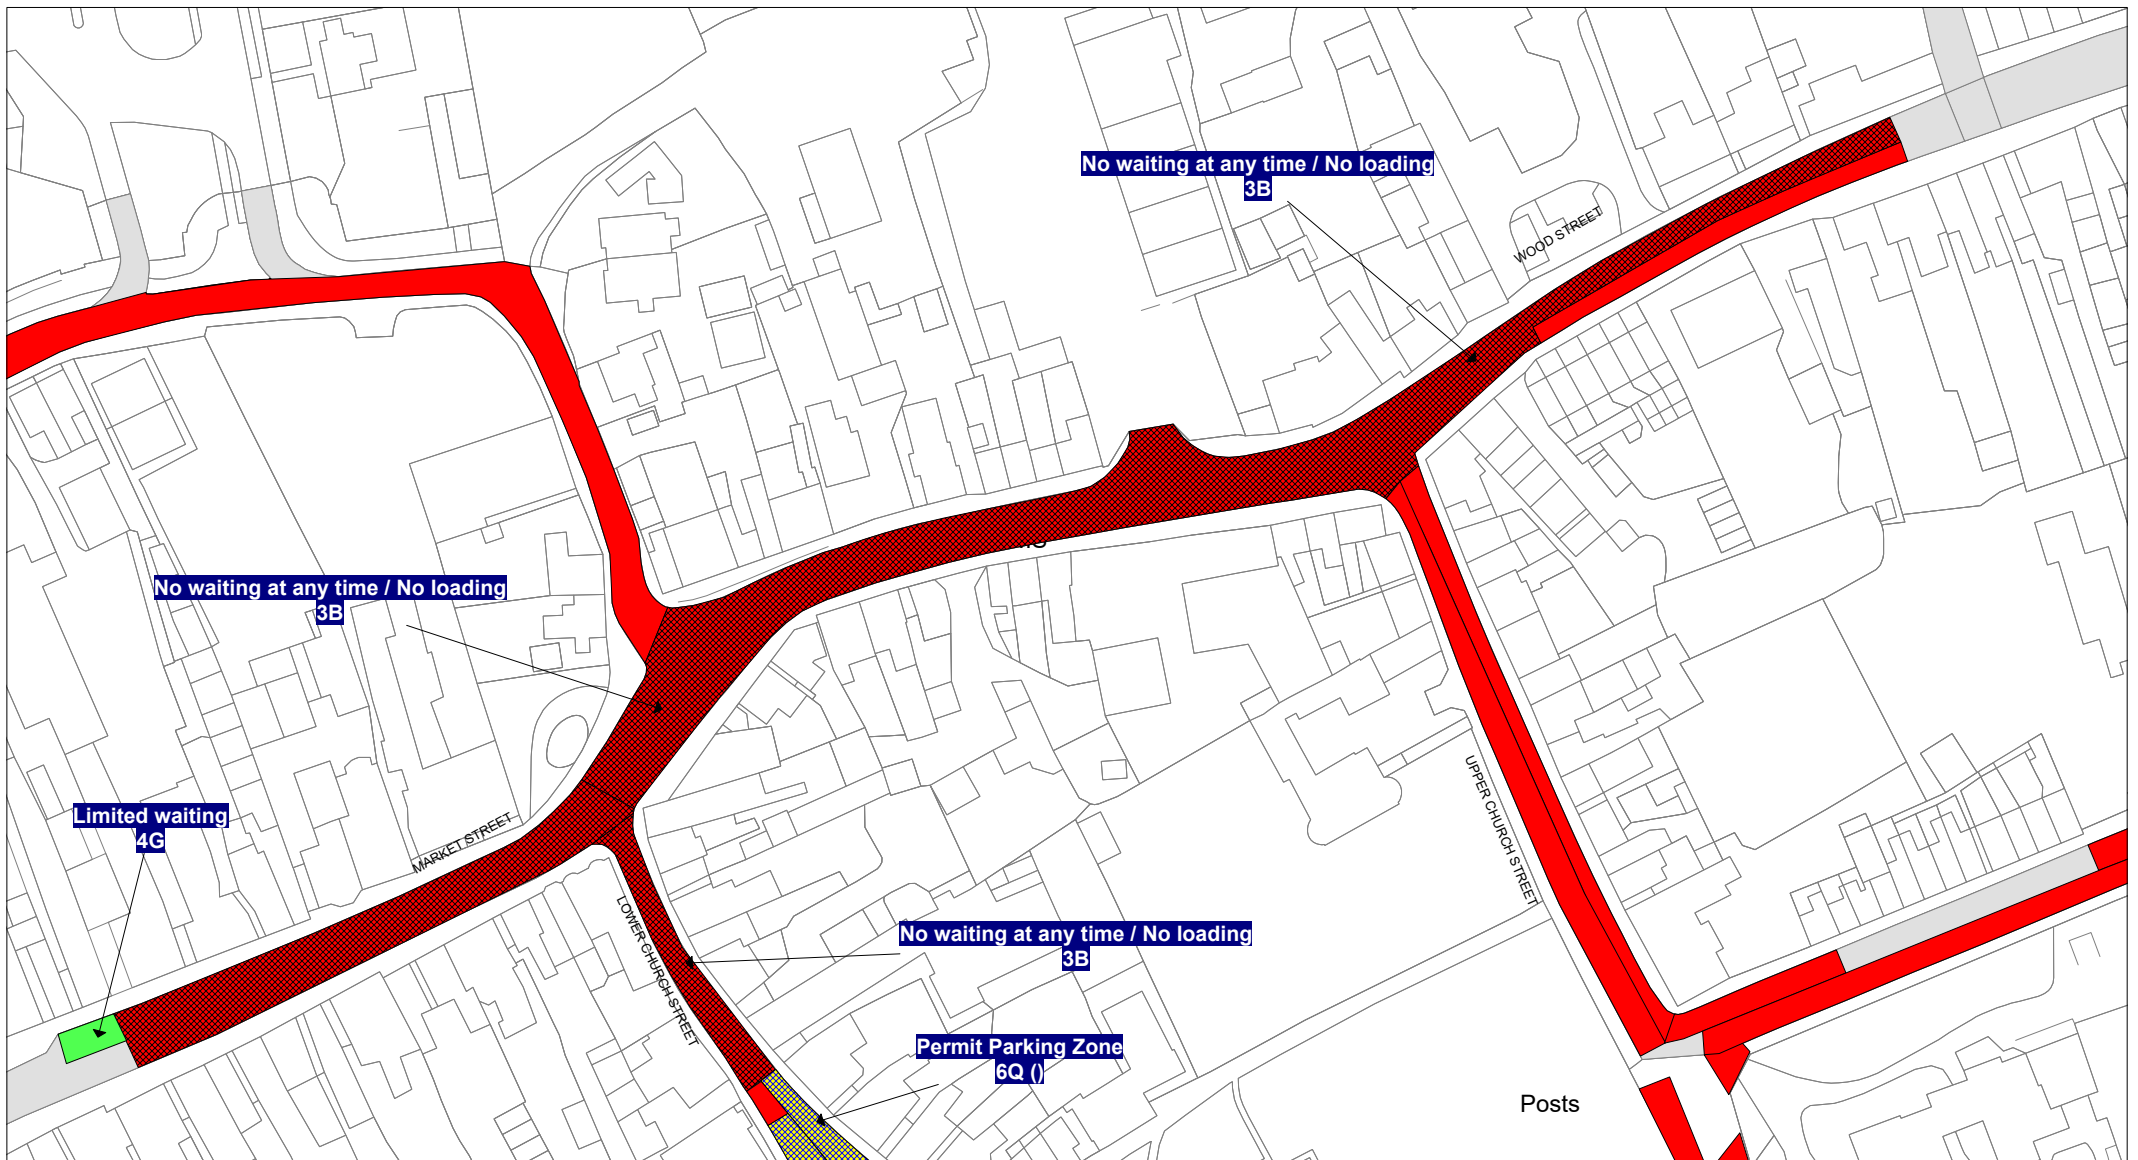 No waiting at any time / No loading
3B
WOOD STREET
No waiting at any time / No loading
3B
Limited waiting
4G
MARKET STREET
UPPER CHURCH STREET
LOWER CHURCH STREET
No waiting at any time / No loading
3B
Permit Parking Zone
6Q ()
Posts